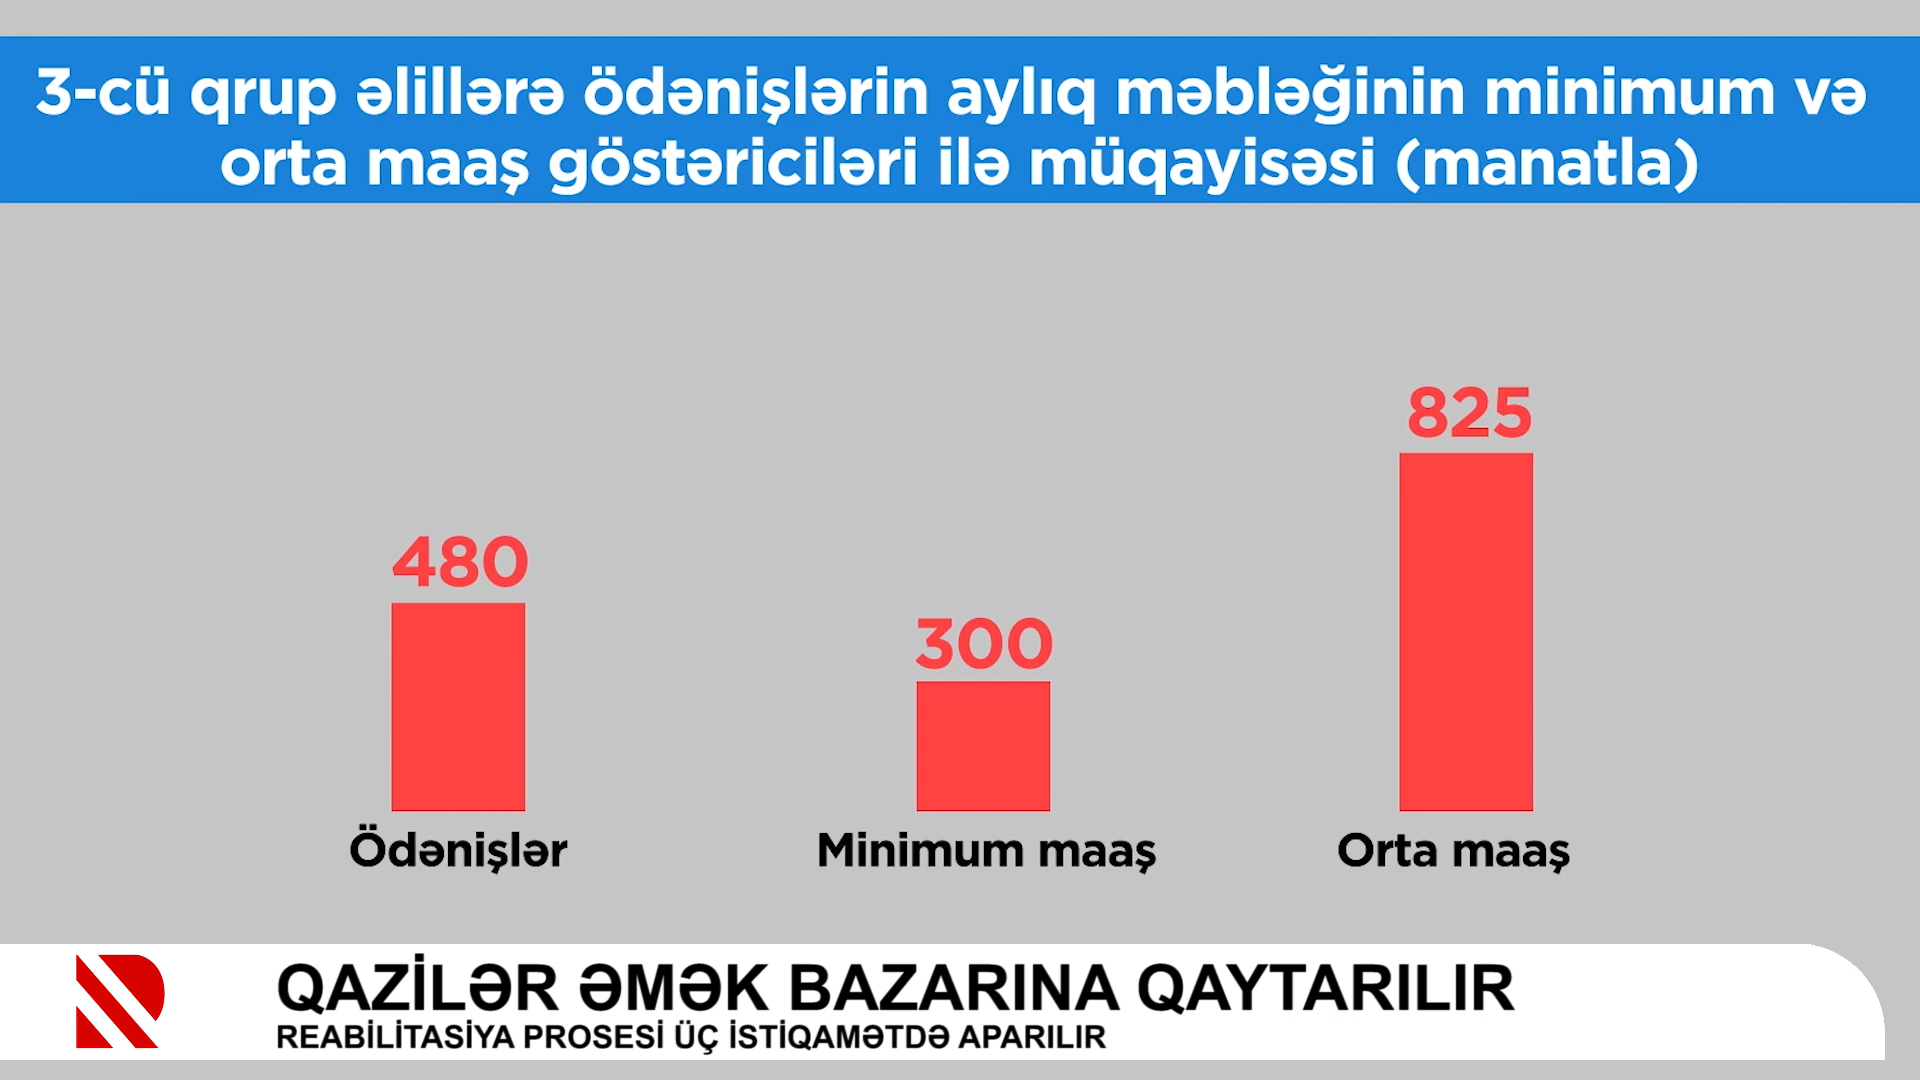 3-cü qrup əlillərə ödənişlərin aylıq məbləğinin minimum və
orta maaş göstəriciləri ilə müqayisəsi (manatla)
825
480
300
Ödənişlər
Minimum maaş
Orta maaş
QAZİLƏR ƏMƏK BAZARINA QAYTARILIR
REABİLİTASİYA PROSESİ ÜÇ İSTİQAMƏTDƏ APARILIR